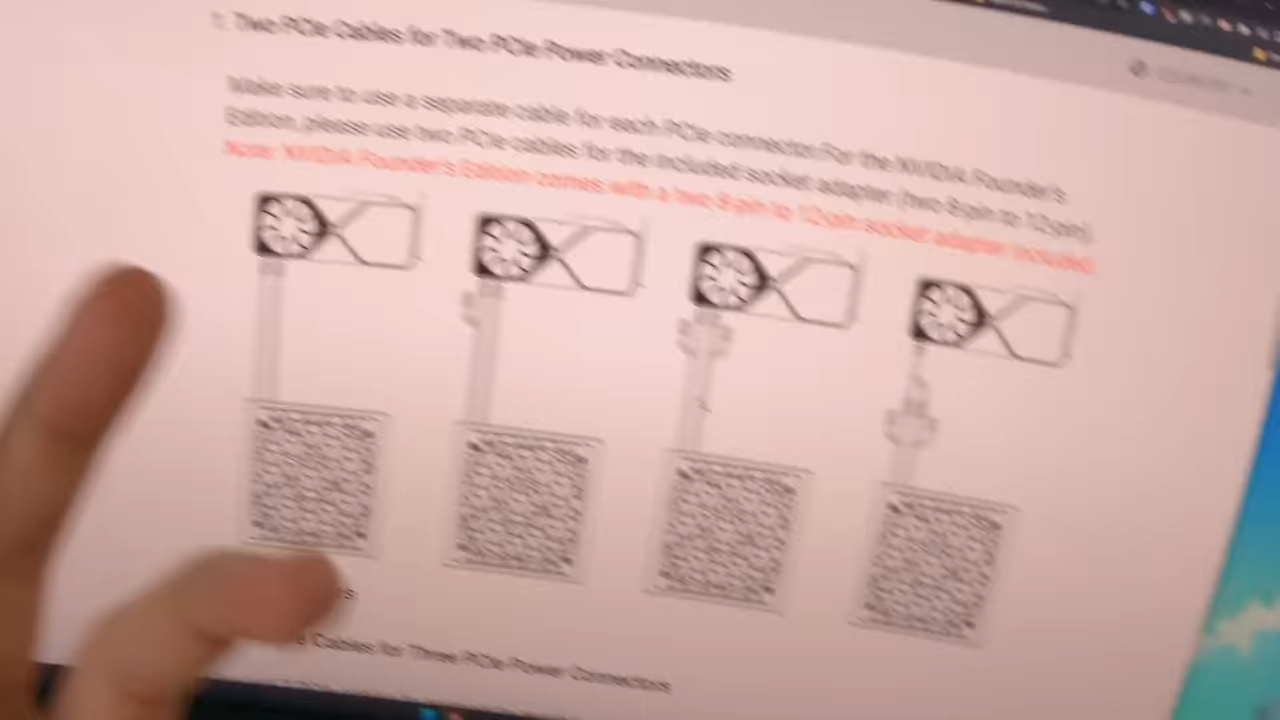 1. Two PCIe Cables for Two PCIe Power Connectors
Make sure to use a separate cable for each PCIe connector. For the NVIDIA Founder's
Edition, please use two PCIe cables for the included socket adapter (two 8-pin to 12-pin).
Note: NVIDIA Founder's Edition comes with a two 8-pin to 12-pin socket adapter included
Cables for Three PCIe Power Connectors